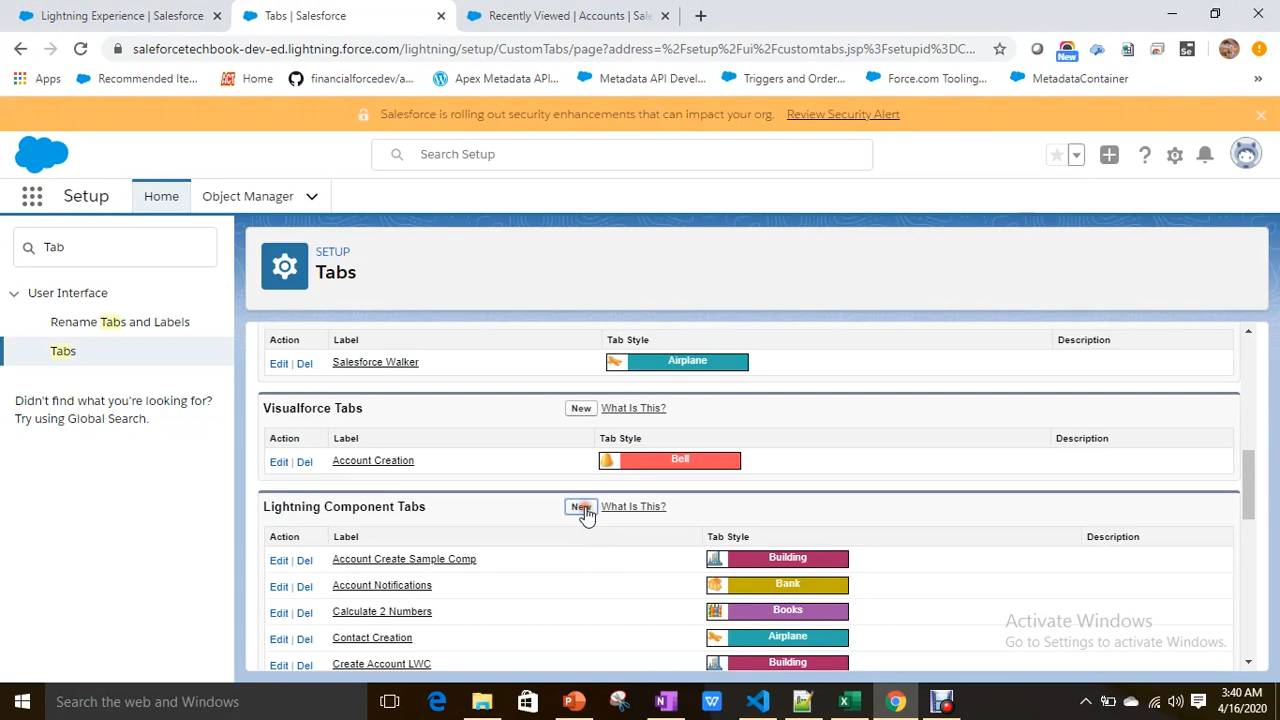 Lightning Experience | Salesforce
Tabs | Salesforce
Recently Viewed | Accounts | Sal
saleforcetechbook-dev-ed.lightning.force.com/lightning/setup/CustomTabs/page?address=%2Fsetup%2Fui%2Fcustomtabs.jsp%3Fsetupid%3DC...
New
Se
Apps
Recommended Ite...
ACT
Home
financialforcedev/a...
Apex Metadata API...
Metadata API Devel...
Triggers and Order...
Force.com Tooling...
MetadataContainer
»
Salesforce is rolling out security enhancements that can impact your org. Review Security Alert
Search Setup
Setup
Home
Object Manager
Tab
User Interface
Rename Tabs and Labels
Tabs
Didn't find what you're looking for?
Try using Global Search.
SETUP
Tabs
Action Label Tab Style Description
Edit | Del Salesforce Walker Airplane
Visualforce Tabs New What Is This?
Action Label Tab Style Description
Edit | Del Account Creation Bell
Lightning Component Tabs New What Is This?
Action Label Tab Style Description
Edit | Del Account Create Sample Comp Building
Edit | Del Account Notifications Bank
Edit | Del Calculate 2 Numbers Books
Edit | Del Contact Creation Airplane
Edit | Del Create Account LWC Building
Activate Windows
Go to Settings to activate Windows.
Search the web and Windows
3:40 AM
4/16/2020